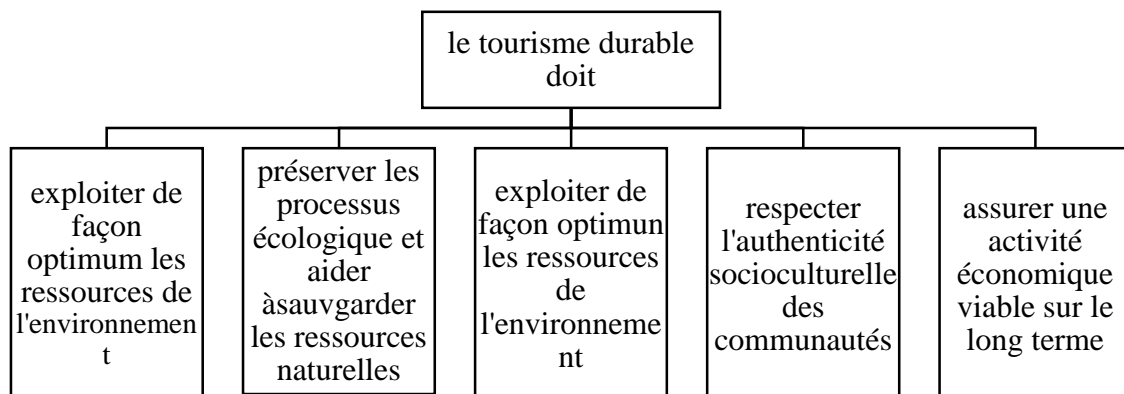 le tourisme durable
doit
exploiter de
façon
optimum les
ressources de
l'environnemen
t
préserver les
processus
écologique et
aider
àsauvgarder
les ressources
naturelles
exploiter de
façon optimun
les ressources
de
l'environneme
nt
respecter
l'authenticité
socioculturelle
des
communautés
assurer une
activité
économique
viable sur le
long terme